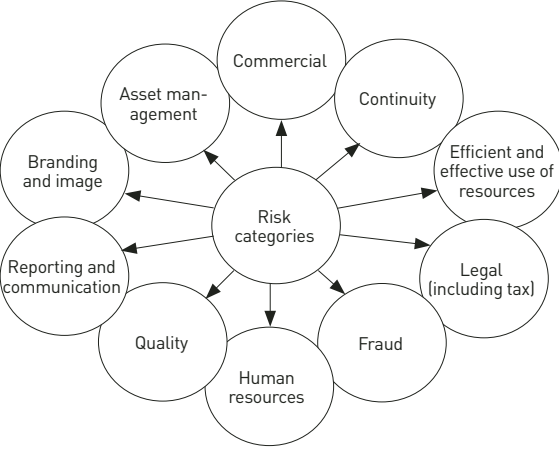 Commercial
Asset man-
agement
Continuity
Branding
and image
Efficient and
effective use of
resources
Risk
categories
Reporting and
communication
Legal
(including tax)
Quality
Fraud
Human
resources